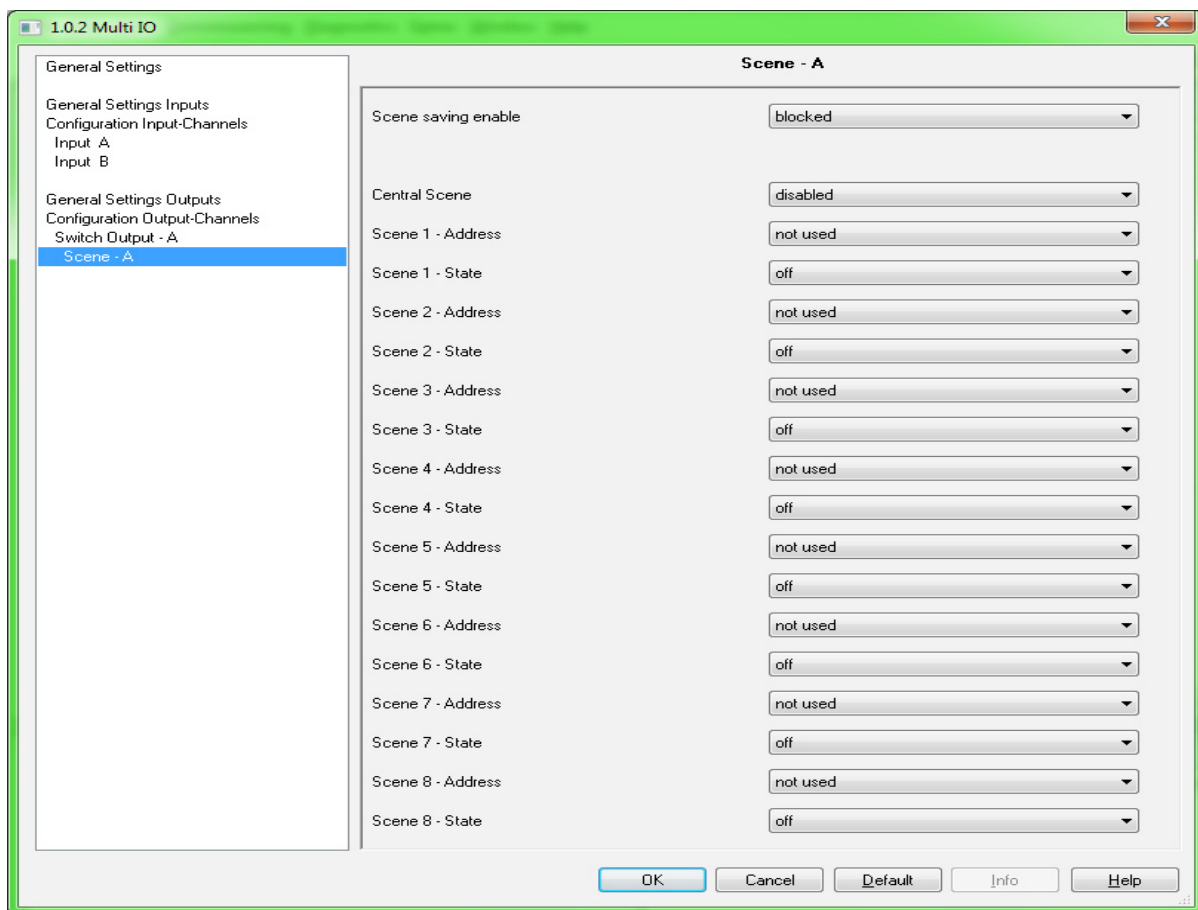 1.0.2 Multi IO
General Settings
General Settings Inputs
Configuration Input-Channels
Input A
Input B
General Settings Outputs
Configuration Output-Channels
Switch Output - A
Scene - A
Scene - A
Scene saving enable blocked
Central Scene disabled
Scene 1 - Address not used
Scene 1 - State off
Scene 2 - Address not used
Scene 2 - State off
Scene 3 - Address not used
Scene 3 - State off
Scene 4 - Address not used
Scene 4 - State off
Scene 5 - Address not used
Scene 5 - State off
Scene 6 - Address not used
Scene 6 - State off
Scene 7 - Address not used
Scene 7 - State off
Scene 8 - Address not used
Scene 8 - State off
OK Cancel Default Info Help